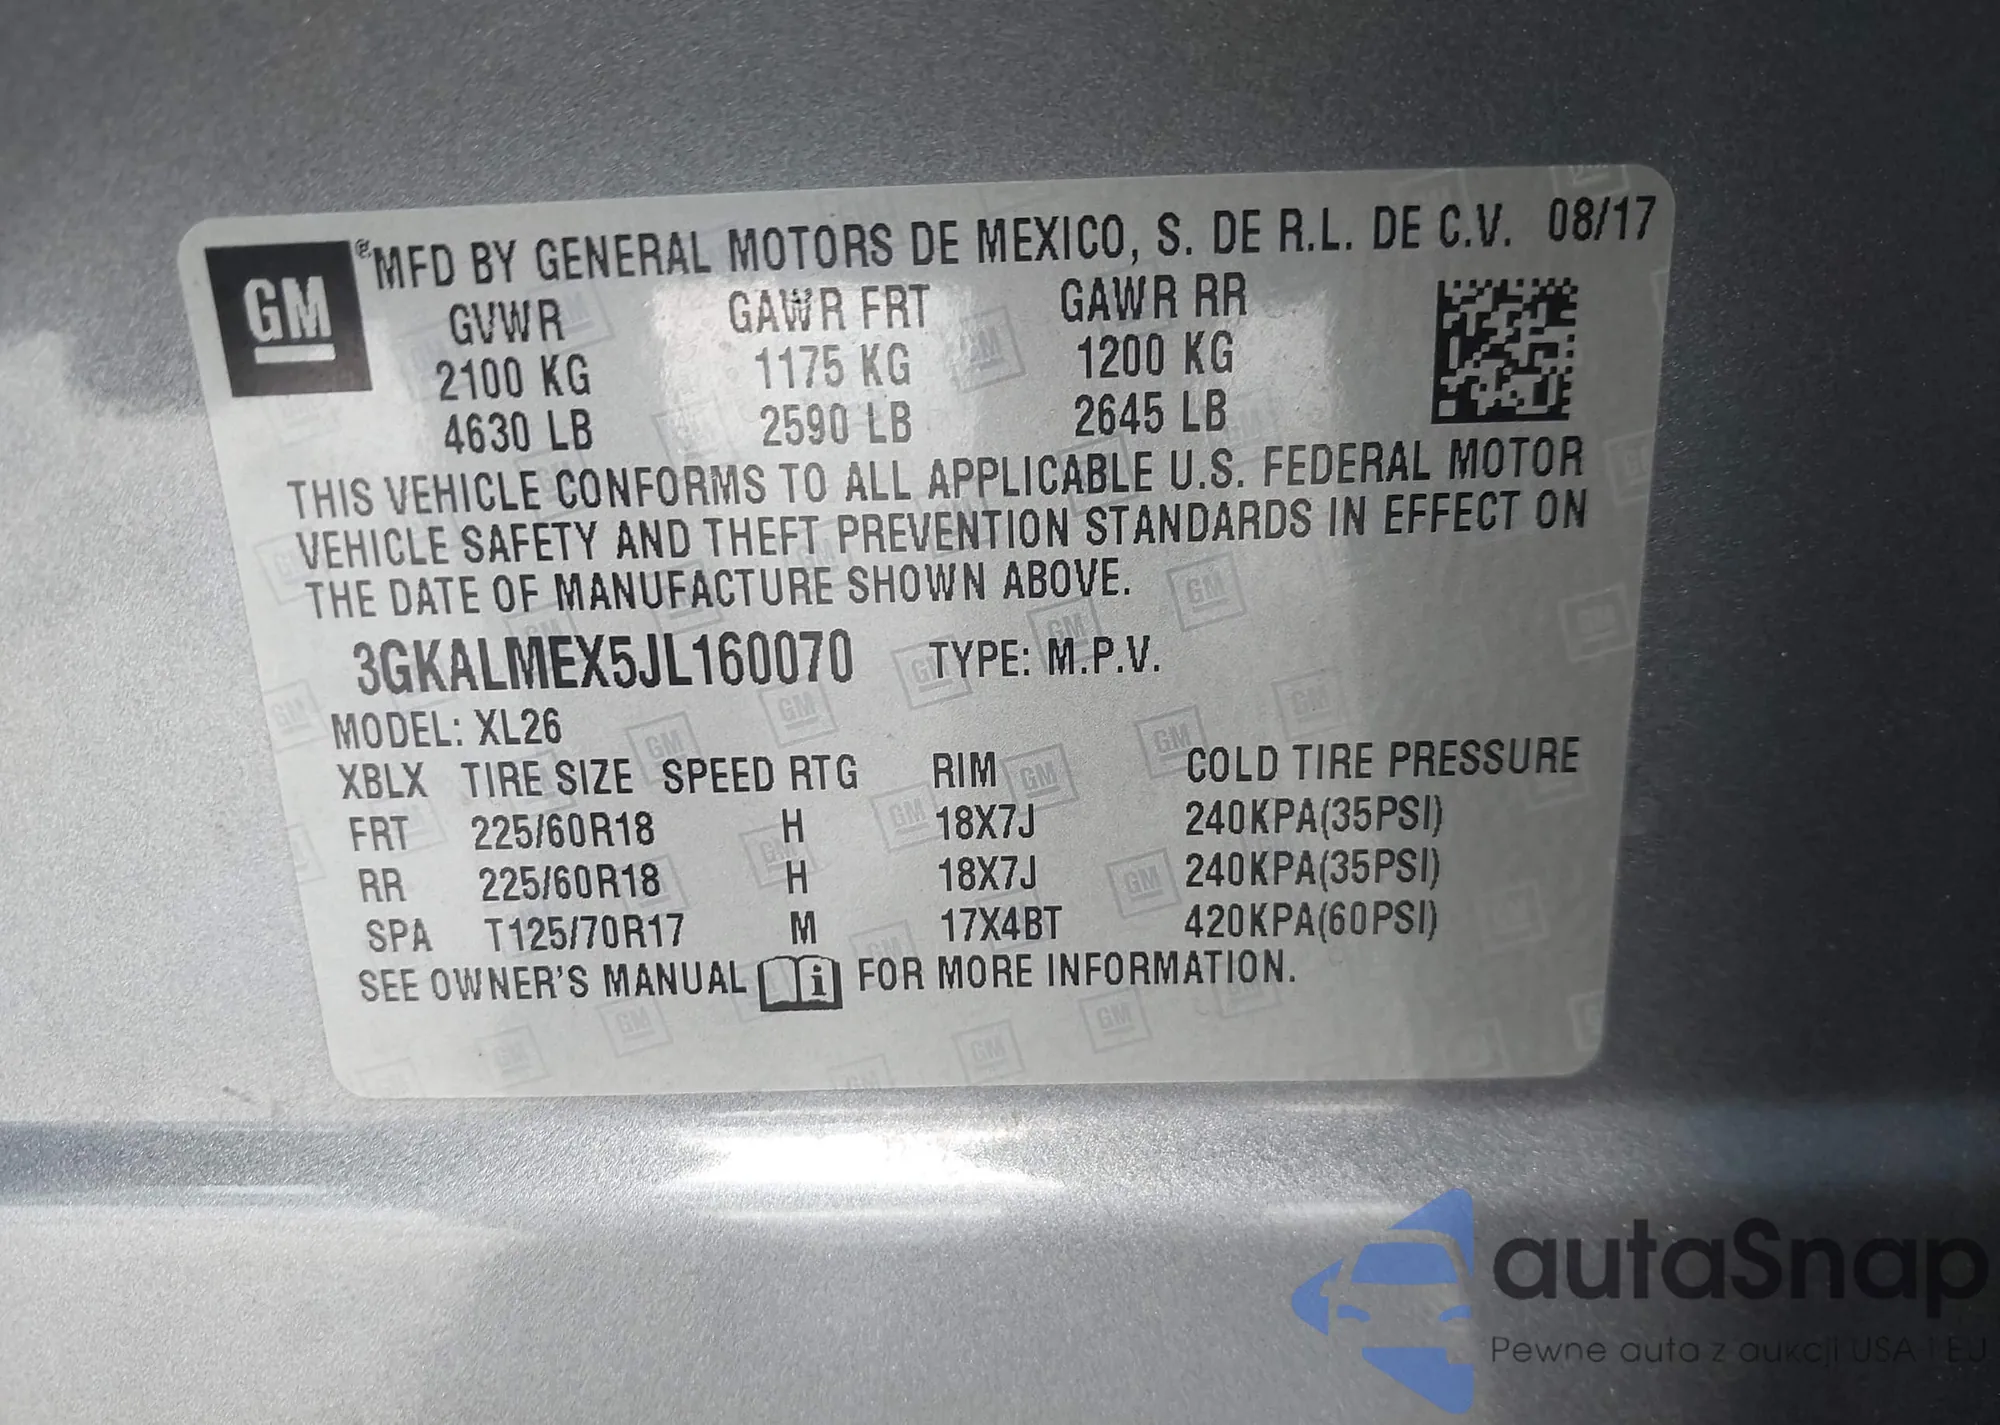 GM
®MFD BY GENERAL MOTORS DE MEXICO, S. DE R.L. DE C.V. 08/17
GVWR GAWR FRT GAWR RR
2100 KG 1175 KG 1200 KG
4630 LB 2590 LB 2645 LB
THIS VEHICLE CONFORMS TO ALL APPLICABLE U.S. FEDERAL MOTOR
VEHICLE SAFETY AND THEFT PREVENTION STANDARDS IN EFFECT ON
THE DATE OF MANUFACTURE SHOWN ABOVE.
3GKALMEX5JL160070 TYPE: M.P.V.
MODEL: XL26
XBLX TIRE SIZE SPEED RTG RIM COLD TIRE PRESSURE
FRT 225/60R18 H 18X7J 240KPA(35PSI)
RR 225/60R18 H 18X7J 240KPA(35PSI)
SPA T125/70R17 M 17X4BT 420KPA(60PSI)
SEE OWNER'S MANUAL i FOR MORE INFORMATION.
autaSnap
Pewne auta z aukcji USA i EU